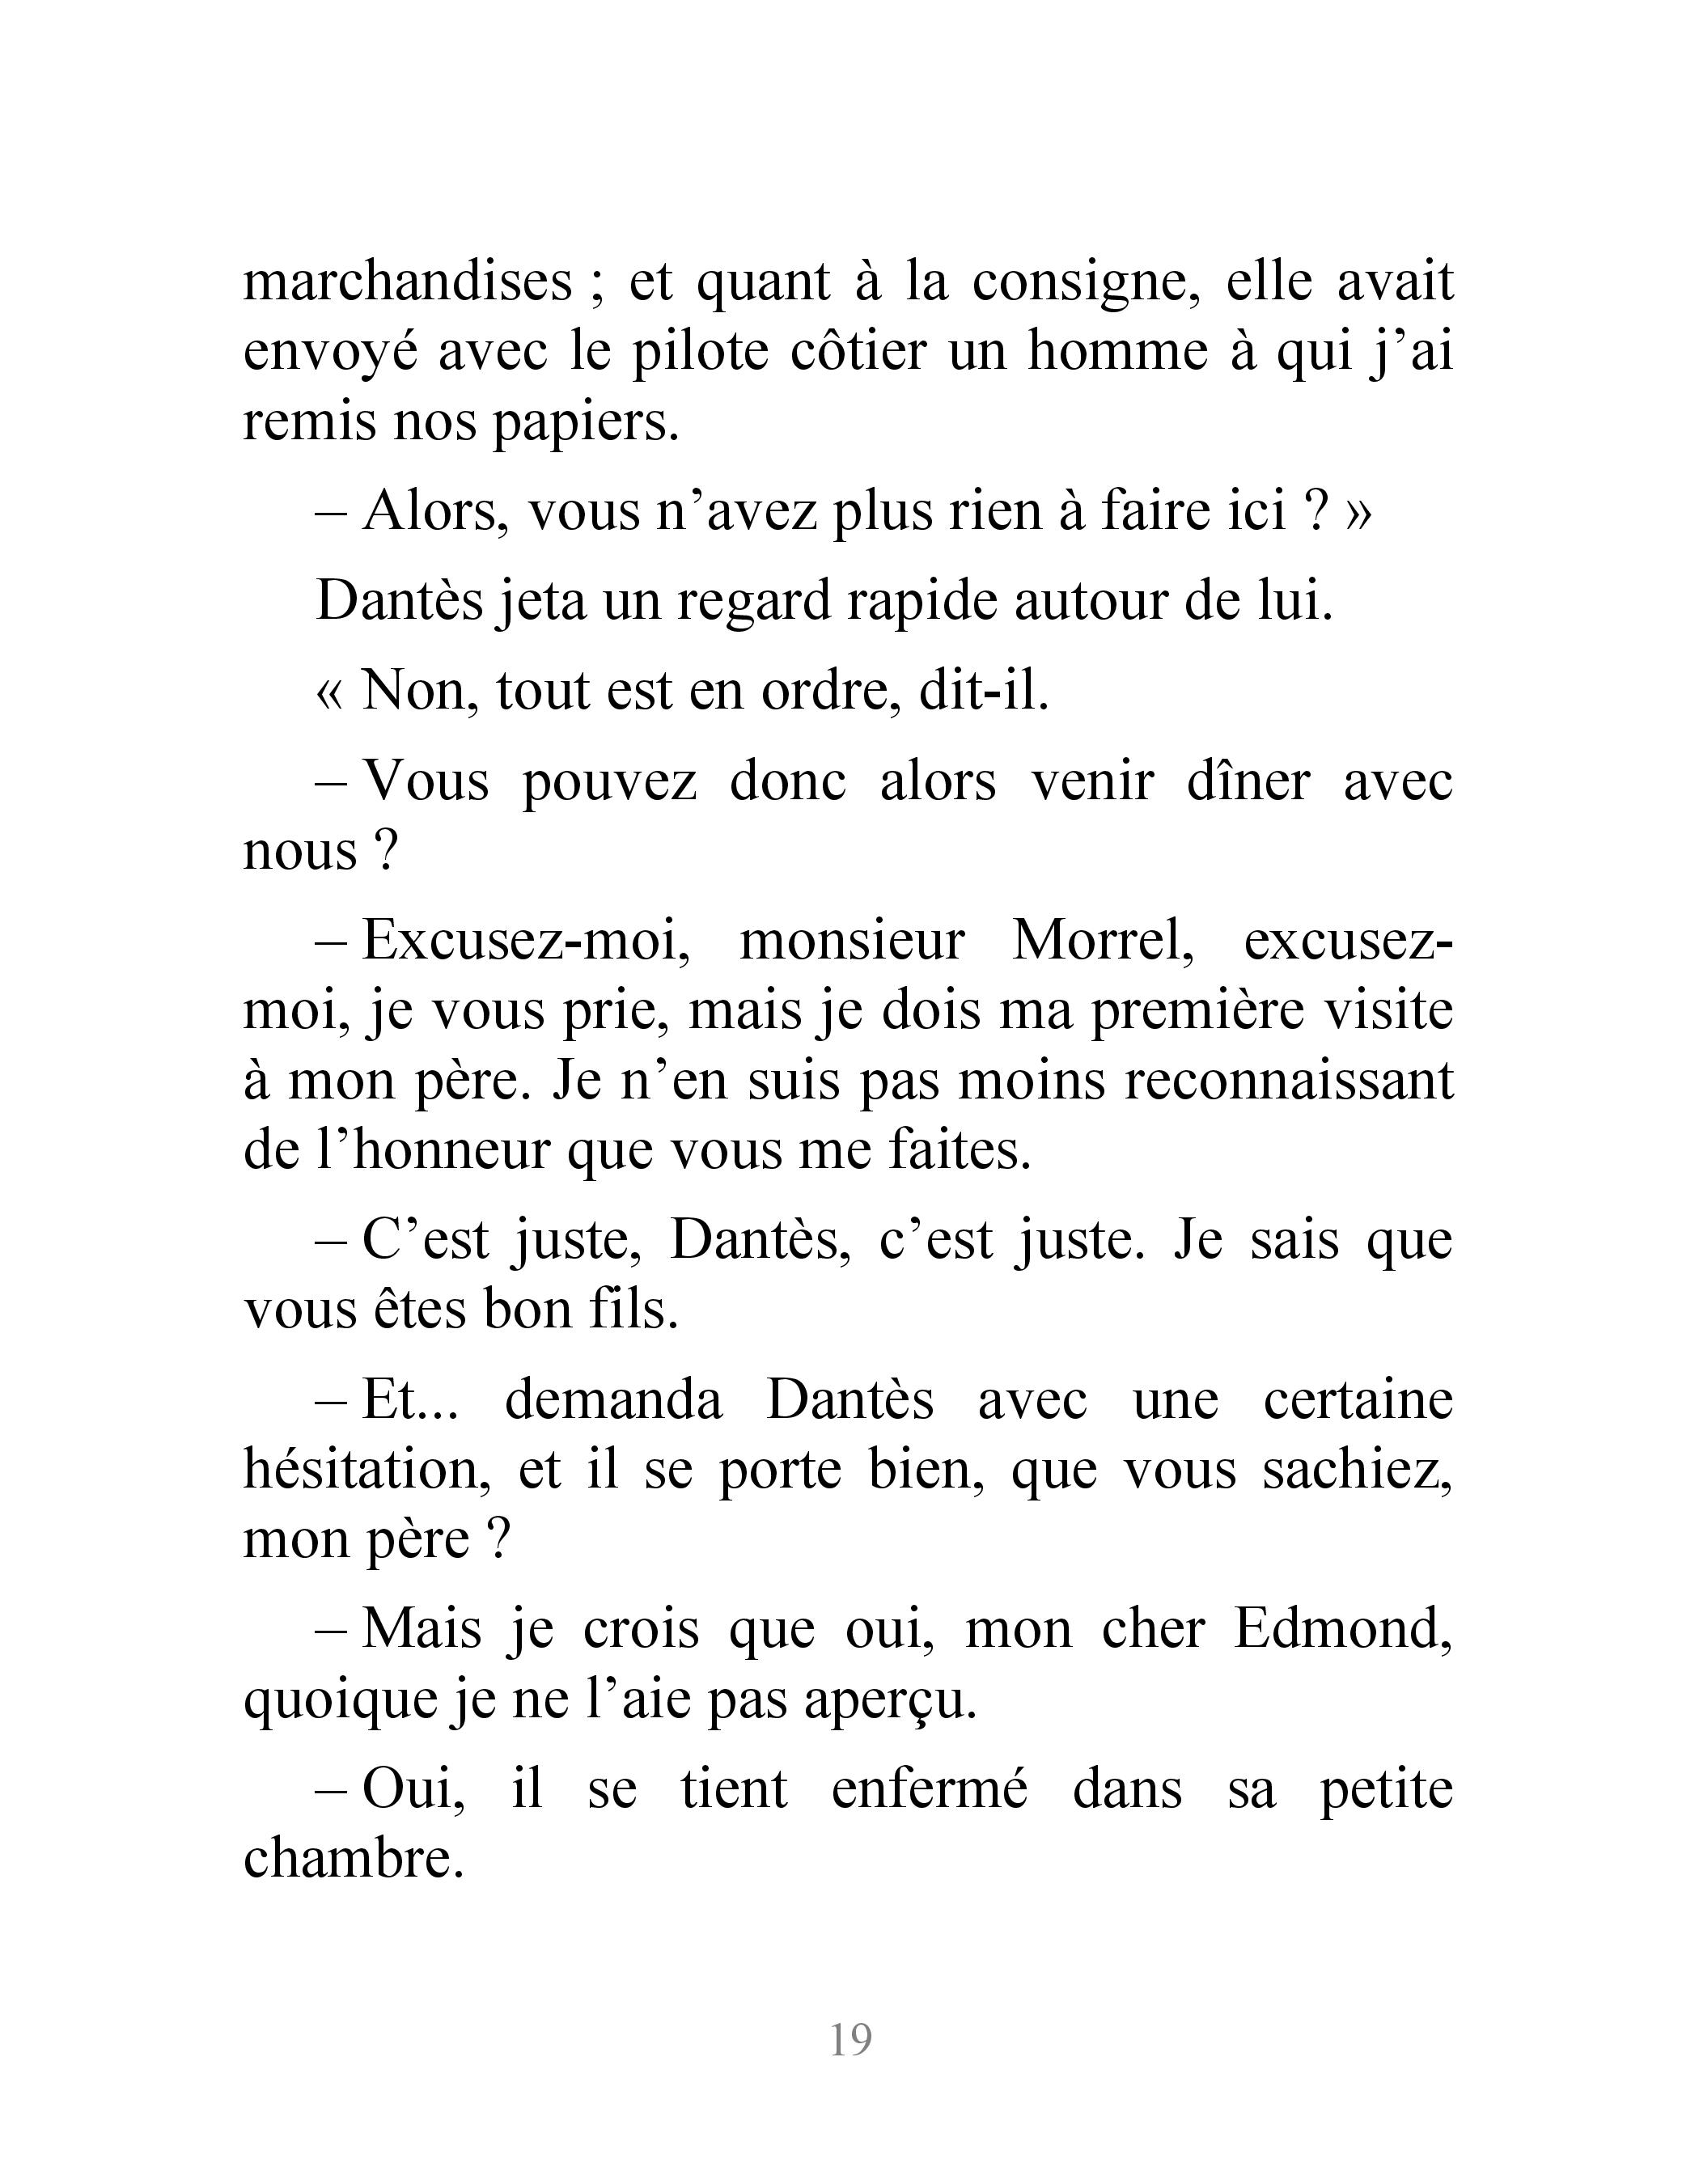 marchandises ; et quant à la consigne, elle avait
envoyé avec le pilote côtier un homme à qui j’ai
remis nos papiers.
– Alors, vous n’avez plus rien à faire ici ? »
Dantès jeta un regard rapide autour de lui.
« Non, tout est en ordre, dit-il.
– Vous pouvez donc alors venir dîner avec
nous ?
– Excusez-moi, monsieur Morrel, excusez-
moi, je vous prie, mais je dois ma première visite
à mon père. Je n’en suis pas moins reconnaissant
de l’honneur que vous me faites.
– C’est juste, Dantès, c’est juste. Je sais que
vous êtes bon fils.
– Et... demanda Dantès avec une certaine
hésitation, et il se porte bien, que vous sachiez,
mon père ?
– Mais je crois que oui, mon cher Edmond,
quoique je ne l’aie pas aperçu.
– Oui, il se tient enfermé dans sa petite
chambre.
19